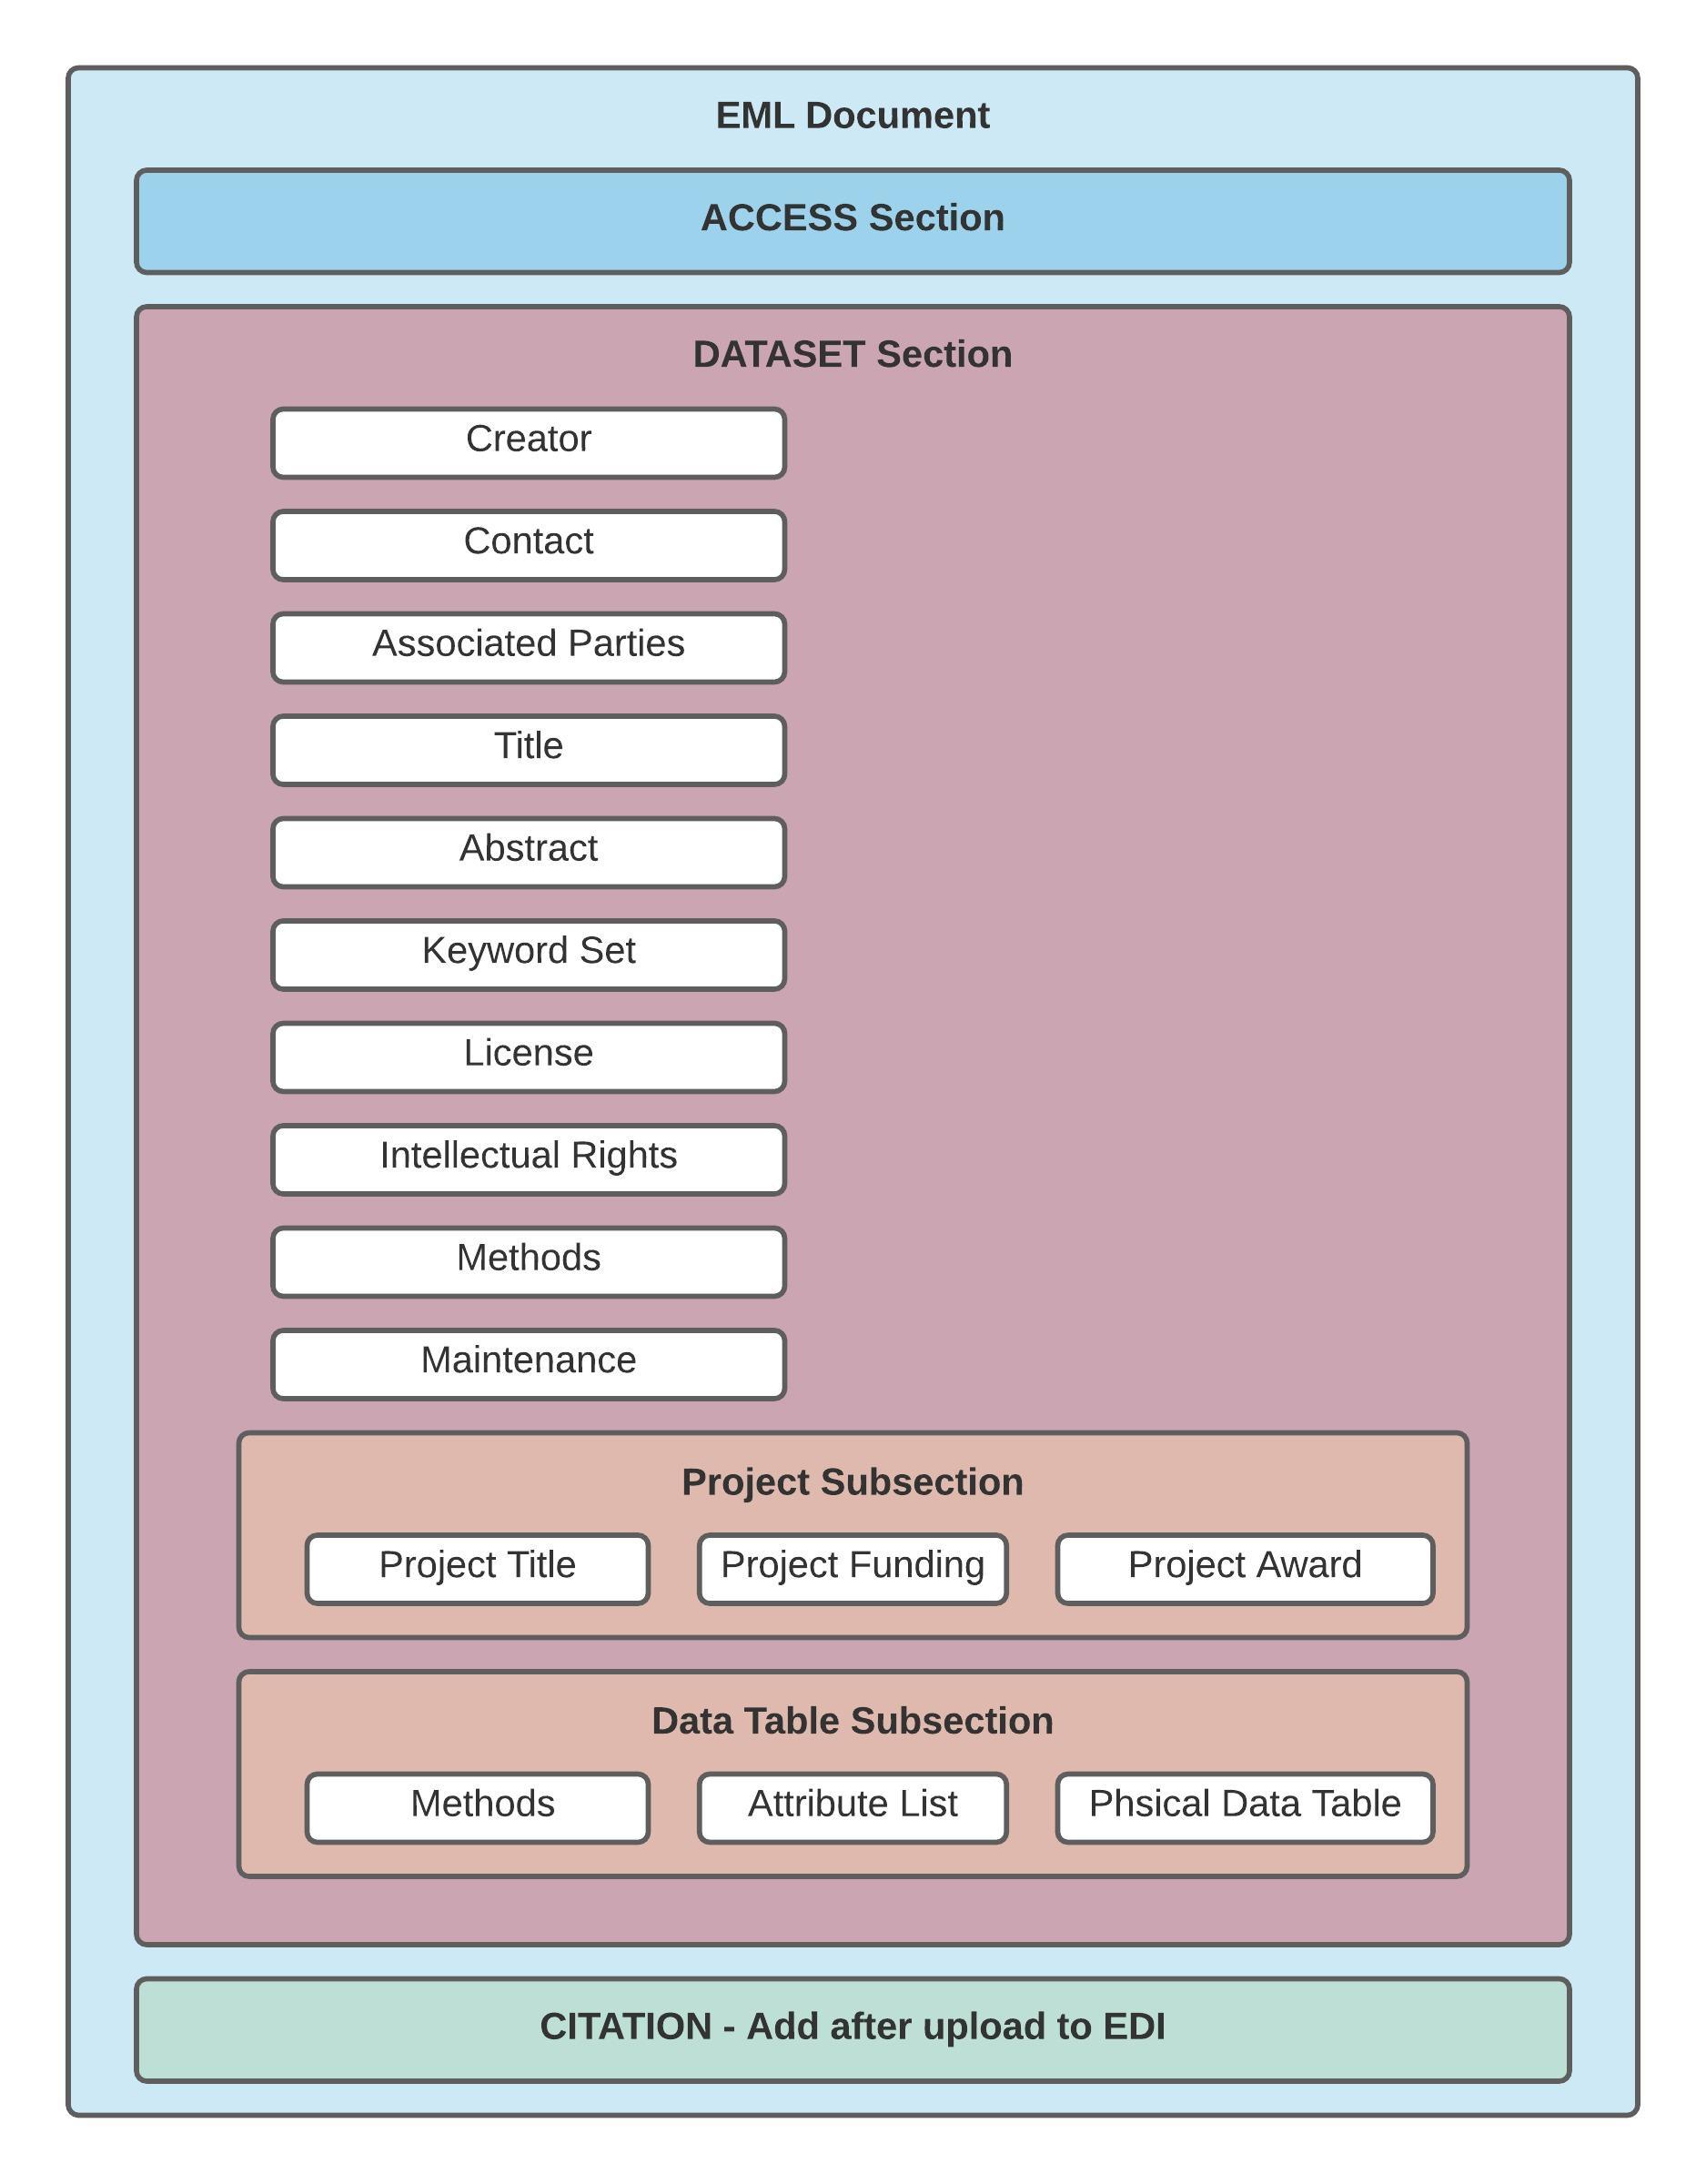 EML Document
ACCESS Section
DATASET Section
Creator
Contact
Associated Parties
Title
Abstract
Keyword Set
License
Intellectual Rights
Methods
Maintenance
Project Subsection
Project Title
Project Funding
Project Award
Data Table Subsection
Methods
Attribute List
Phsical Data Table
CITATION - Add after upload to EDI